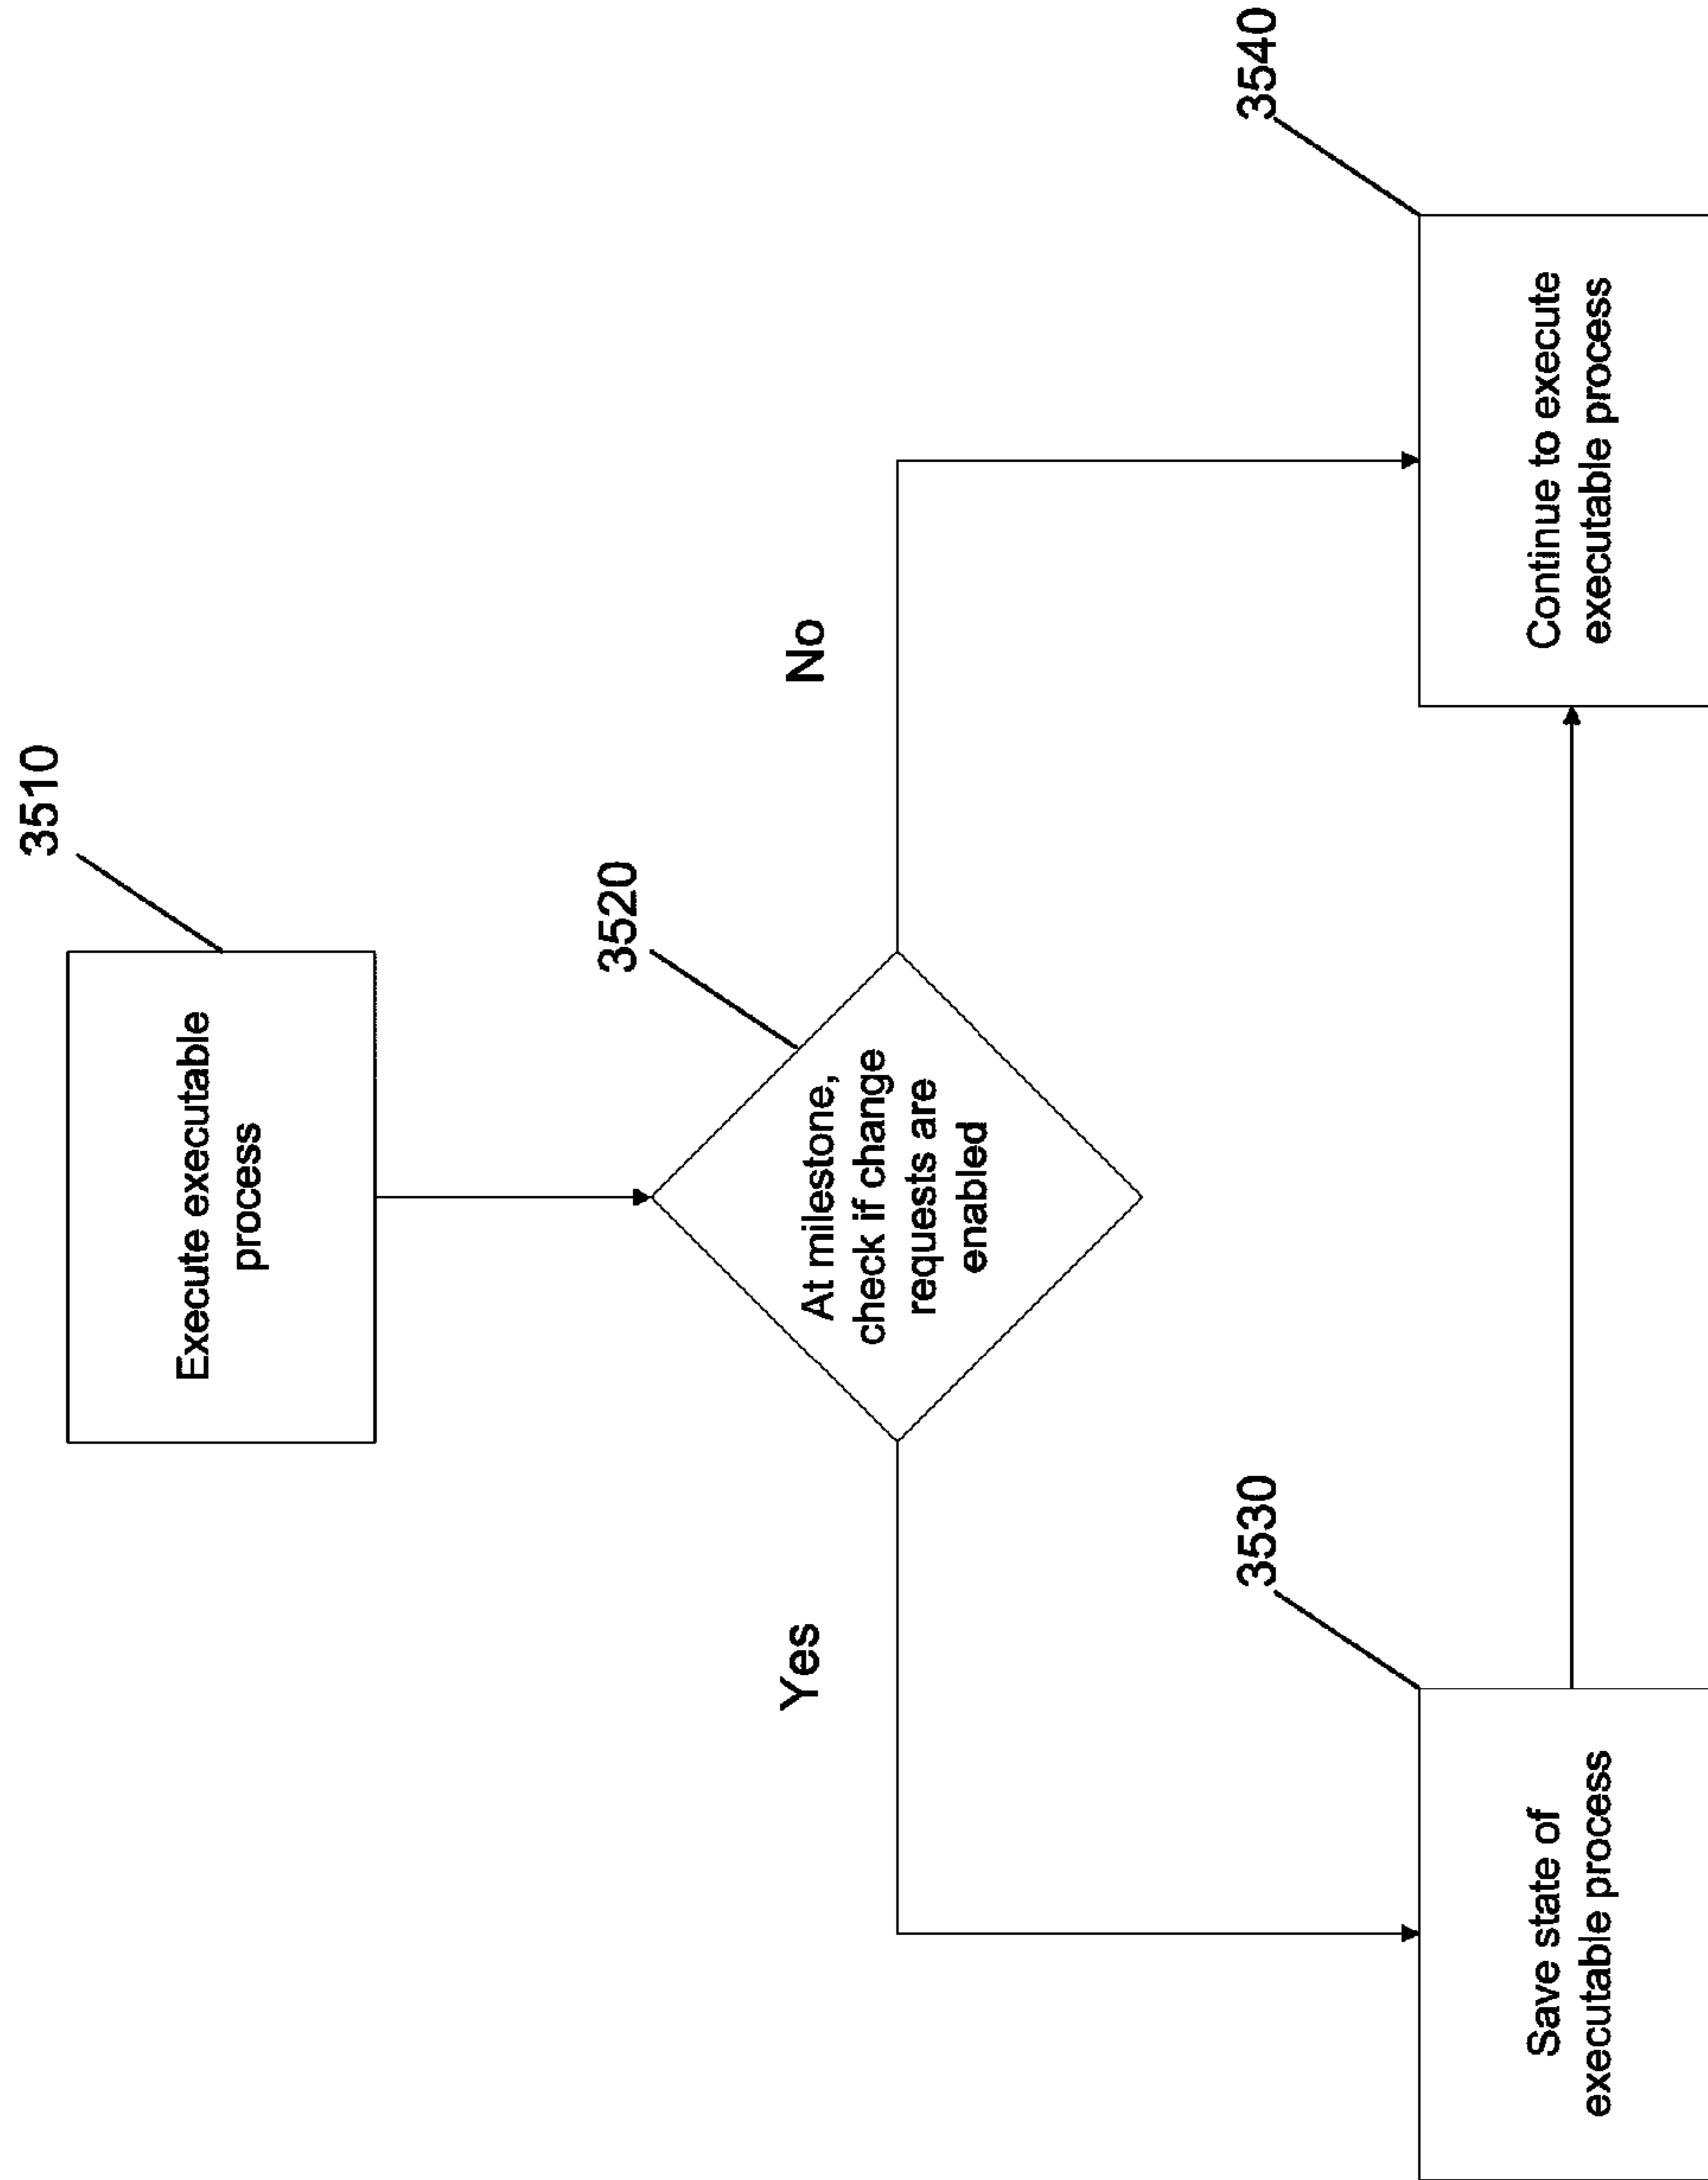 3510
Execute executable
process
3520
At milestone,
check if change
requests are
enabled
Yes
No
3530
Save state of
executable process
3540
Continue to execute
executable process